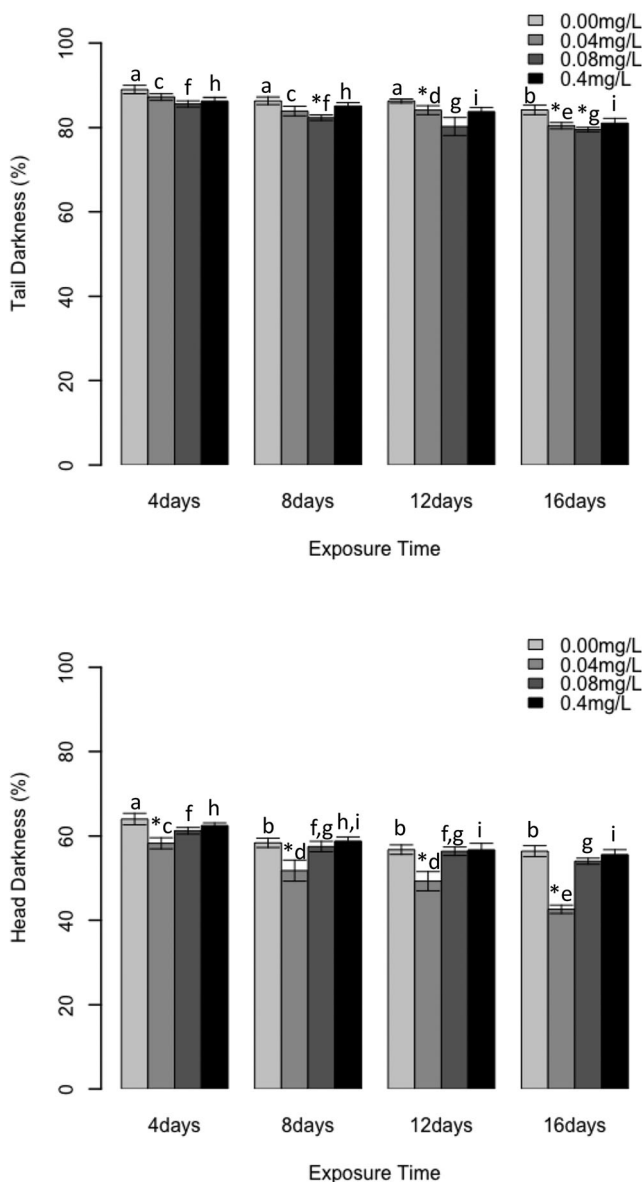 0.00mg/L
0.04mg/L
0.08mg/L
0.4mg/L
100
80
60
40
20
0
Tail Darkness (%)
a c f h
a c *f h
a *d g i
b *e *g i
4days 8days 12days 16days
Exposure Time
0.00mg/L
0.04mg/L
0.08mg/L
0.4mg/L
100
80
60
40
20
0
Head Darkness (%)
a *c f h
b *d f,g h,i
b *d f,g i
b *e g i
4days 8days 12days 16days
Exposure Time